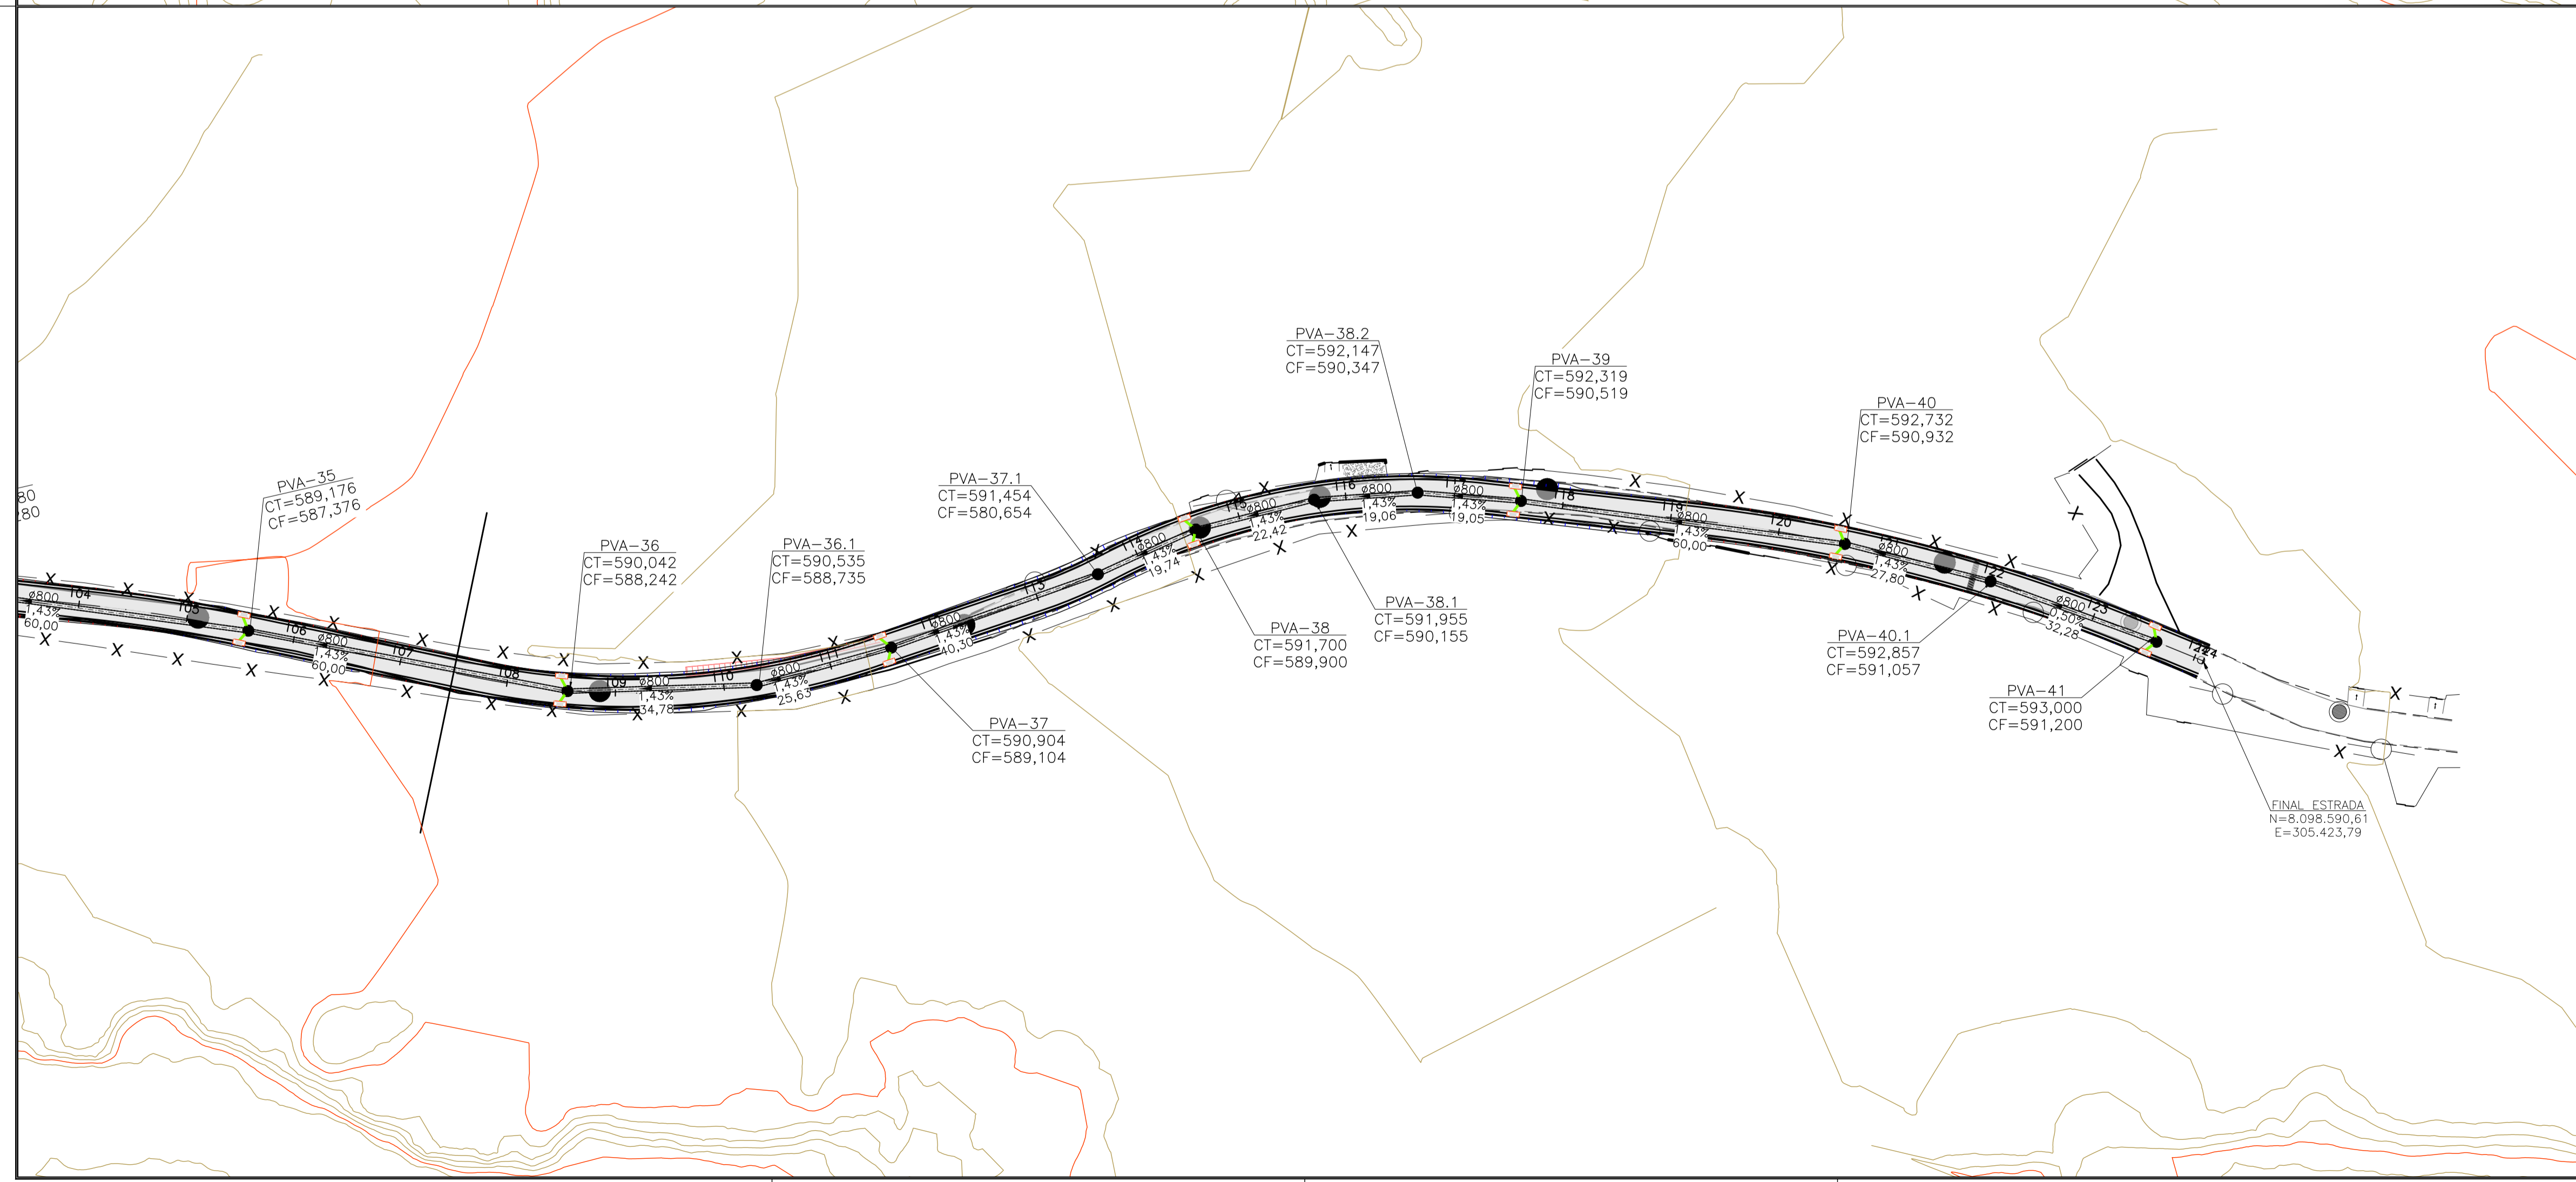 PVA-38.2
CT=592,147
CF=590,347
PVA-39
CT=592,319
CF=590,519
PVA-40
CT=592,732
CF=590,932
PVA-35
CT=589,176
CF=587,376
PVA-37.1
CT=591,454
CF=580,654
PVA-36
CT=590,042
CF=588,242
PVA-36.1
CT=590,535
CF=588,735
PVA-38.1
CT=591,955
CF=590,155
PVA-38
CT=591,700
CF=589,900
PVA-40.1
CT=592,857
CF=591,057
PVA-41
CT=593,000
CF=591,200
PVA-37
CT=590,904
CF=589,104
FINAL ESTRADA
N=8.098.590,61
E=305.423,79
80
280
ø800
1,43%
60,00
104
105
106
ø800
1,43%
60,00
107
108
109
ø800
1,43%
34,78
110
ø800
1,43%
25,63
111
ø800
1,43%
40,30
113
114
ø800
1,43%
19,74
115
ø800
1,43%
22,42
116
ø800
1,43%
19,06
117
ø800
1,43%
19,05
118
119
ø800
1,43%
60,00
120
ø800
1,43%
27,80
122
ø800
0,50%
32,28
123